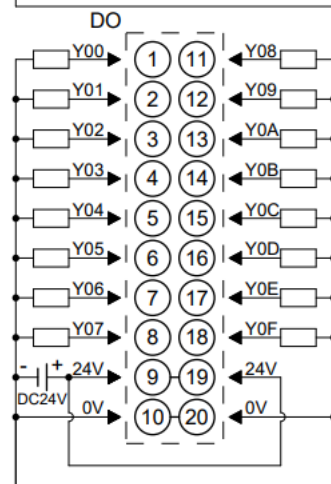 DO
Y00 1 11 Y08
Y01 2 12 Y09
Y02 3 13 Y0A
Y03 4 14 Y0B
Y04 5 15 Y0C
Y05 6 16 Y0D
Y06 7 17 Y0E
Y07 8 18 Y0F
- + 24V 9 19 24V
DC24V
0V 10 20 0V